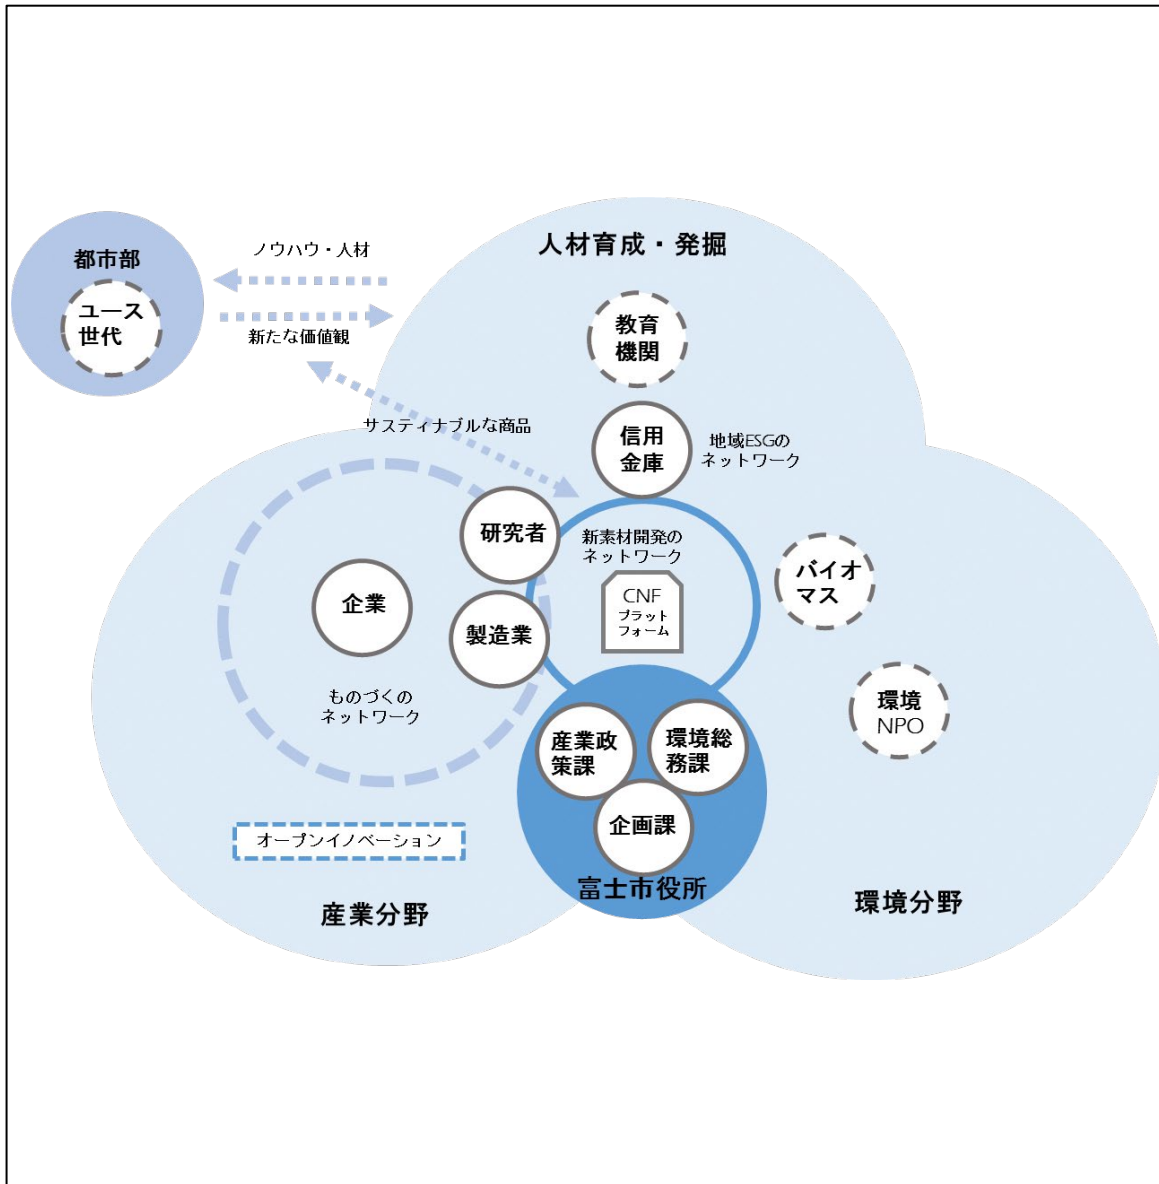 都市部
ユース
世代
ノウハウ・人材
新たな価値観
サスティナブルな商品
人材育成・発掘
教育
機関
信用
金庫
地域ESGの
ネットワーク
研究者
新素材開発の
ネットワーク
CNF
プラット
フォーム
バイオ
マス
企業
製造業
ものづくの
ネットワーク
環境
NPO
産業政
策課
環境総
務課
企画課
富士市役所
オープンイノベーション
産業分野
環境分野